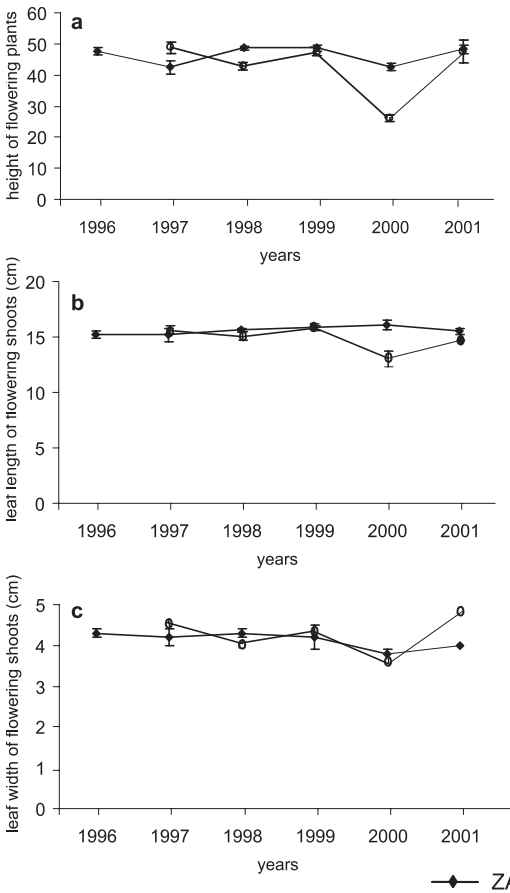 a
height of flowering plants
60
50
40
30
20
10
0
1996 1997 1998 1999 2000 2001
years
b
leaf length of flowering shoots (cm)
20
15
10
5
0
1996 1997 1998 1999 2000 2001
years
c
leaf width of flowering shoots (cm)
5
4
3
2
1
0
1996 1997 1998 1999 2000 2001
years